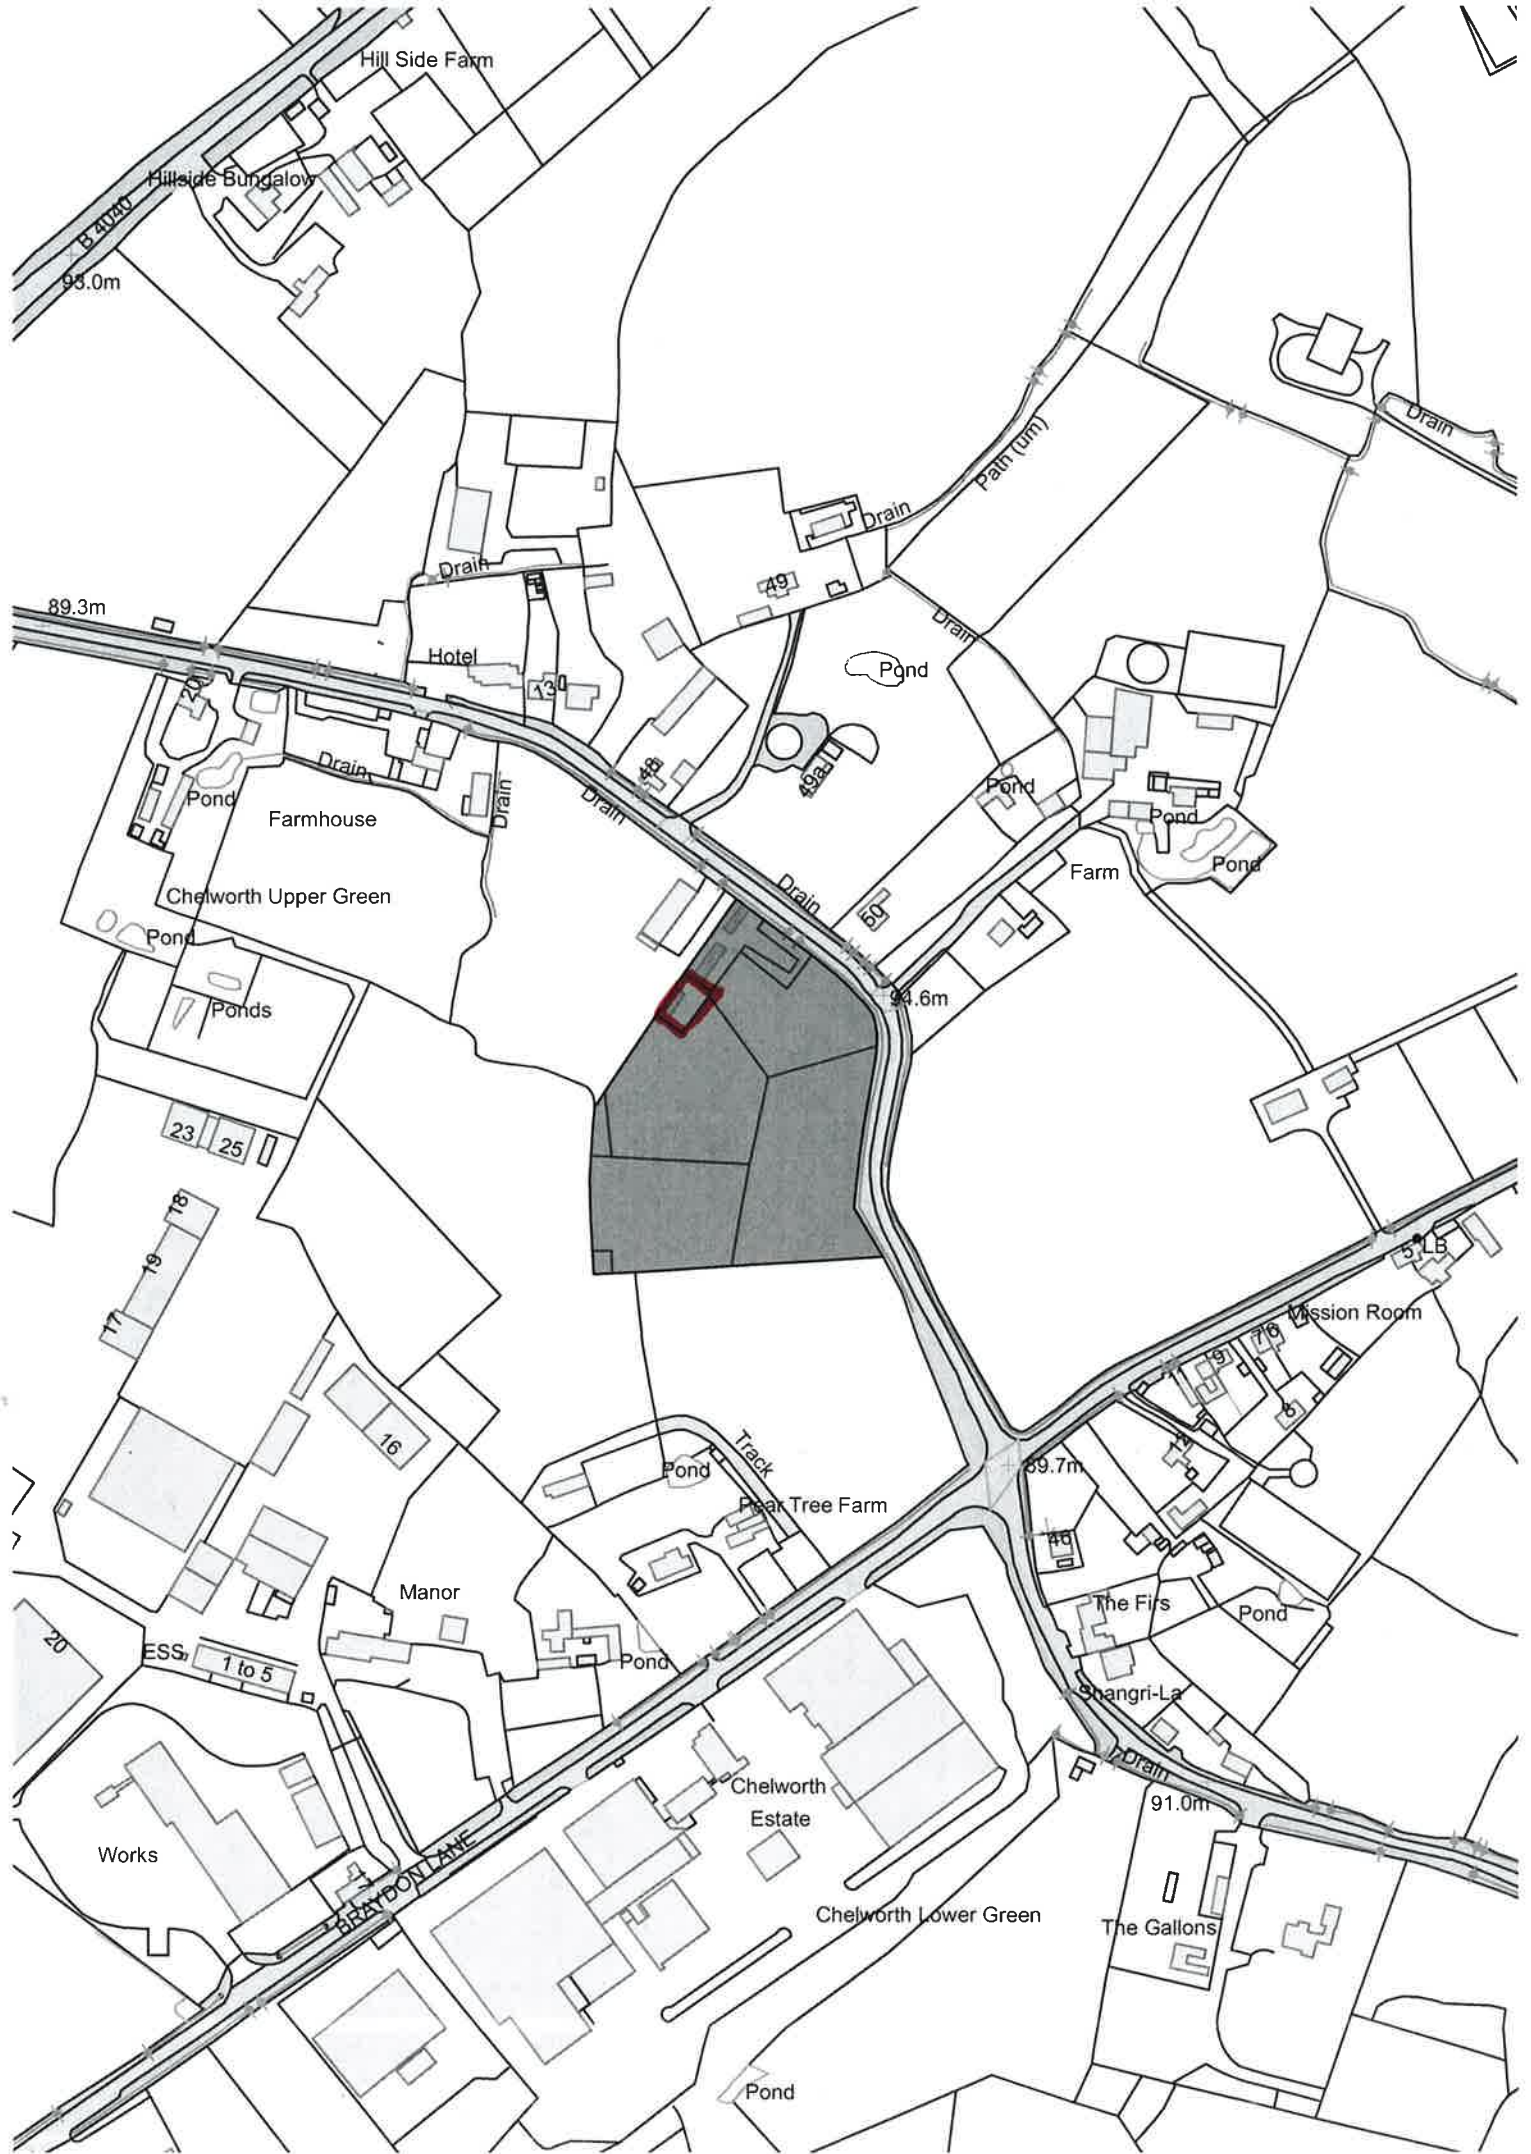 Hill Side Farm
Hillside Bungalow
B 4040
93.0m
Drain
Path (um)
Drain
Drain
49
89.3m
Drain
Hotel
13
Pond
20
48
49a
Drain
Pond
Drain
Drain
Farmhouse
Drain
Pond
Pond
Pond
Farm
Chelworth Upper Green
Drain
50
Pond
Ponds
94.6m
23
25
18
19
17
5
LB
Mission Room
7
6
9
8
16
12
Track
Pond
89.7m
Pear Tree Farm
46
Manor
The Firs
Pond
20
ESS
1 to 5
Pond
Shangri-La
Drain
Chelworth
Estate
91.0m
Works
1
BRAYDON LANE
Chelworth Lower Green
The Gallons
Pond